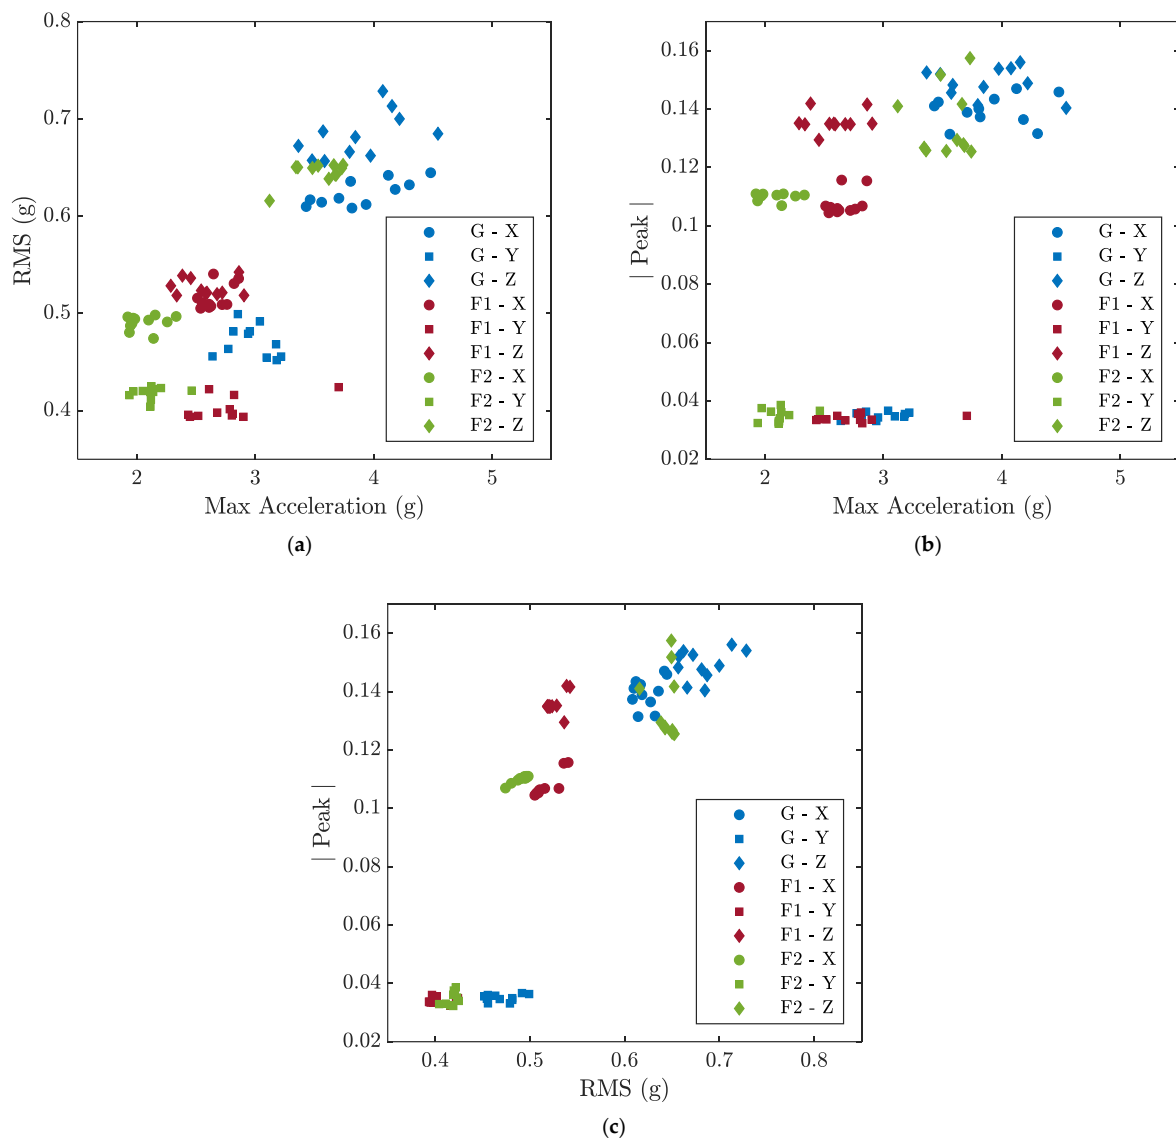 0.8
0.7
0.6
0.5
0.4
RMS (g)
2 3 4 5
Max Acceleration (g)
G - X
G - Y
G - Z
F1 - X
F1 - Y
F1 - Z
F2 - X
F2 - Y
F2 - Z
(a)
0.16
0.14
0.12
0.1
0.08
0.06
0.04
0.02
| Peak |
2 3 4 5
Max Acceleration (g)
G - X
G - Y
G - Z
F1 - X
F1 - Y
F1 - Z
F2 - X
F2 - Y
F2 - Z
(b)
0.16
0.14
0.12
0.1
0.08
0.06
0.04
0.02
| Peak |
0.4 0.5 0.6 0.7 0.8
RMS (g)
G - X
G - Y
G - Z
F1 - X
F1 - Y
F1 - Z
F2 - X
F2 - Y
F2 - Z
(c)